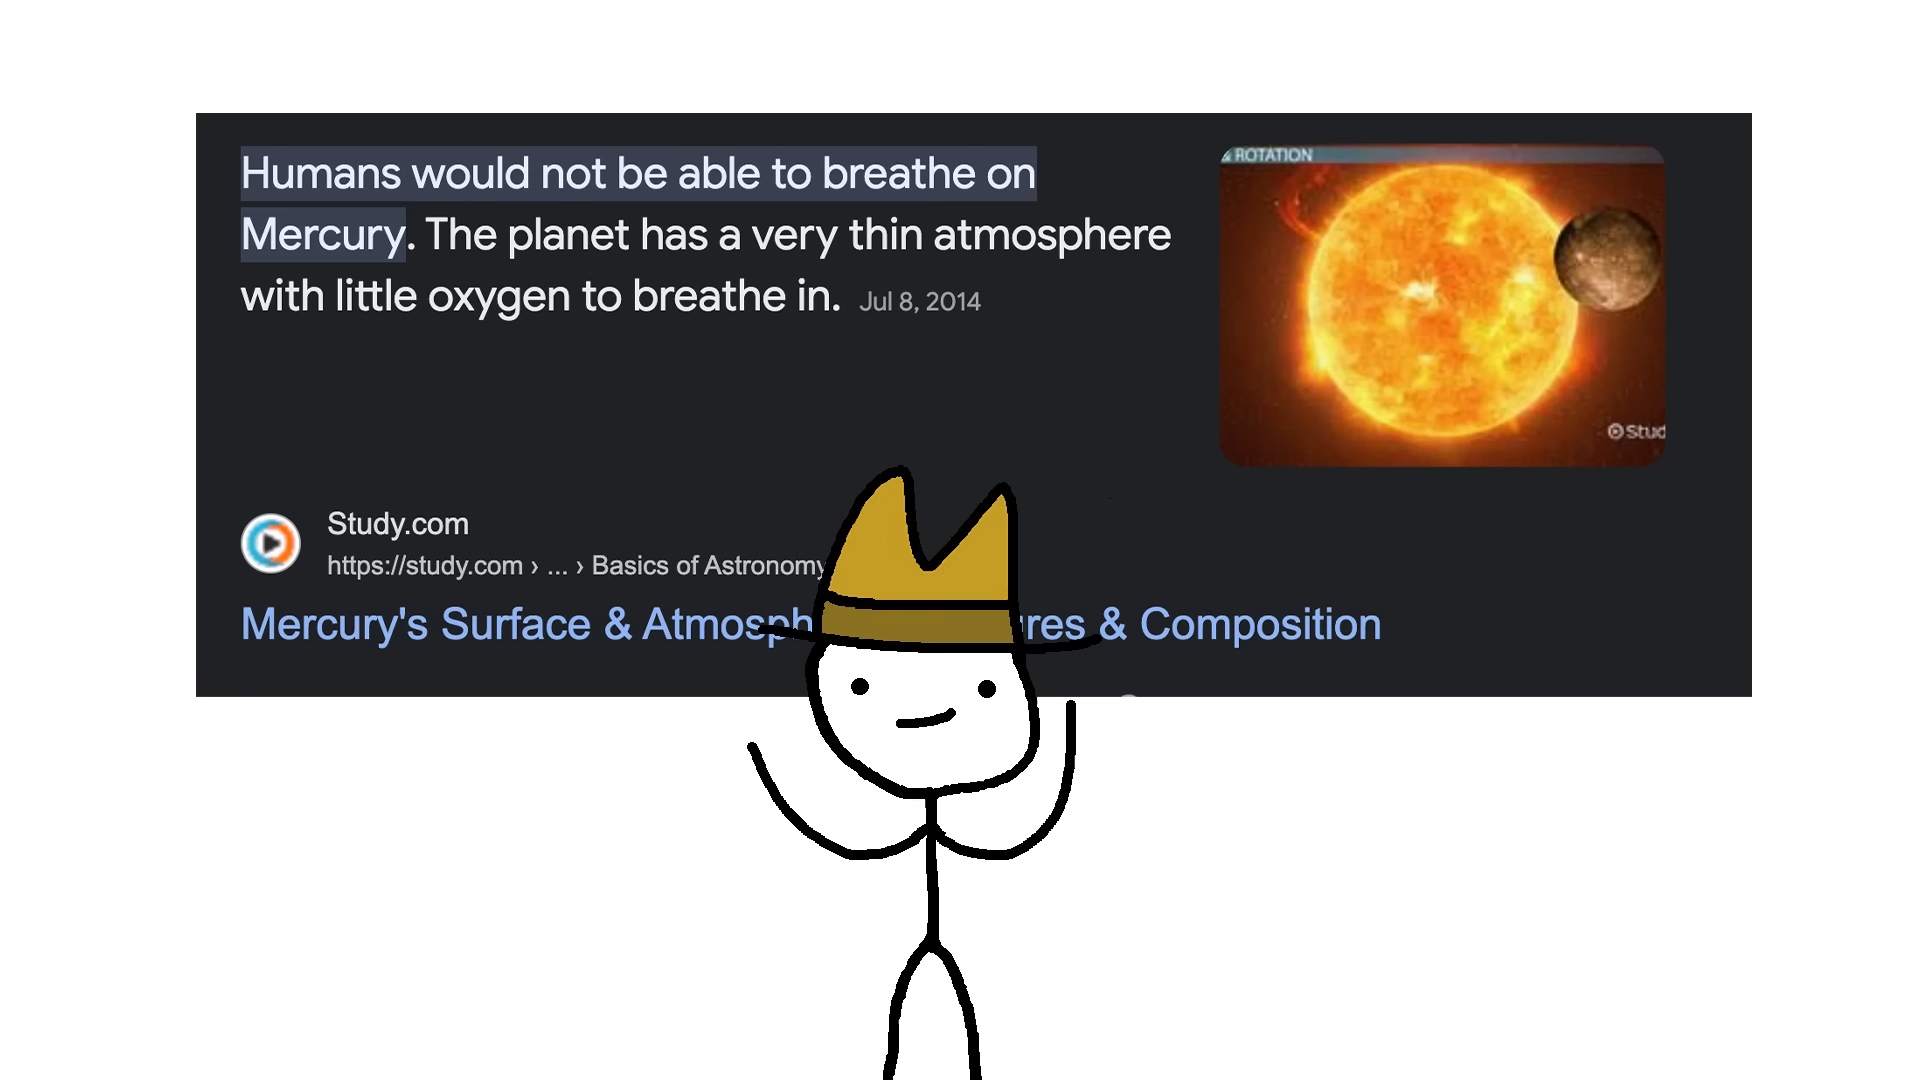 Humans would not be able to breathe on
Mercury. The planet has a very thin atmosphere
with little oxygen to breathe in. Jul 8, 2014
& ROTATION
Stud
Study.com
https://study.com › ... › Basics of Astronomy
Mercury's Surface & Atmosph res & Composition